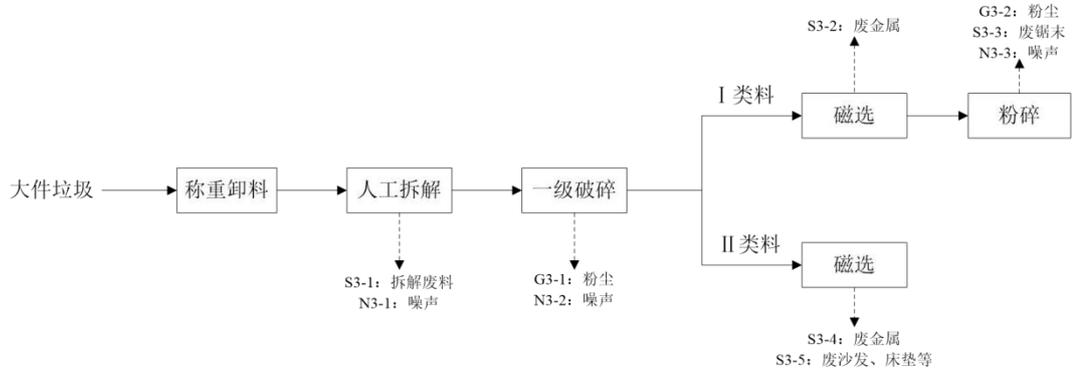 G3-2：粉尘
S3-2：废金属
S3-3：废锯末
N3-3：噪声
Ⅰ类料
磁选
粉碎
大件垃圾
称重卸料
人工拆解
一级破碎
Ⅱ类料
磁选
S3-1：拆解废料
N3-1：噪声
G3-1：粉尘
N3-2：噪声
S3-4：废金属
S3-5：废沙发、床垫等